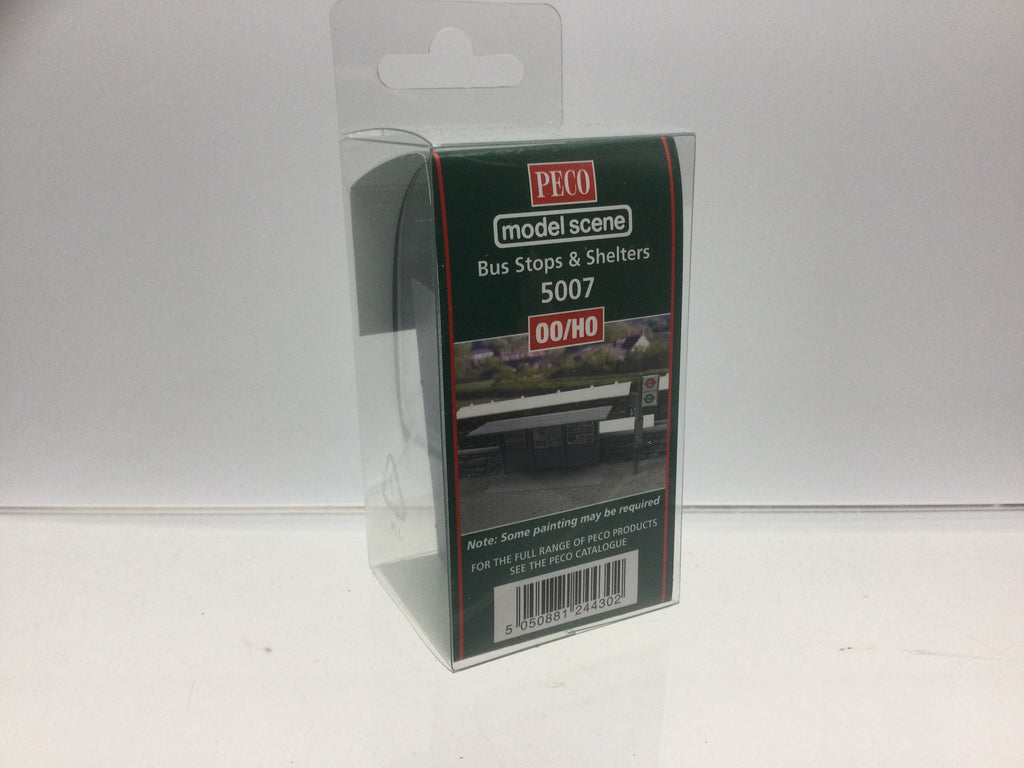 PECO
model scene
Bus Stops & Shelters
5007
OO/HO
Note: Some painting may be required
FOR THE FULL RANGE OF PECO PRODUCTS
SEE THE PECO CATALOGUE
5 050881 244302